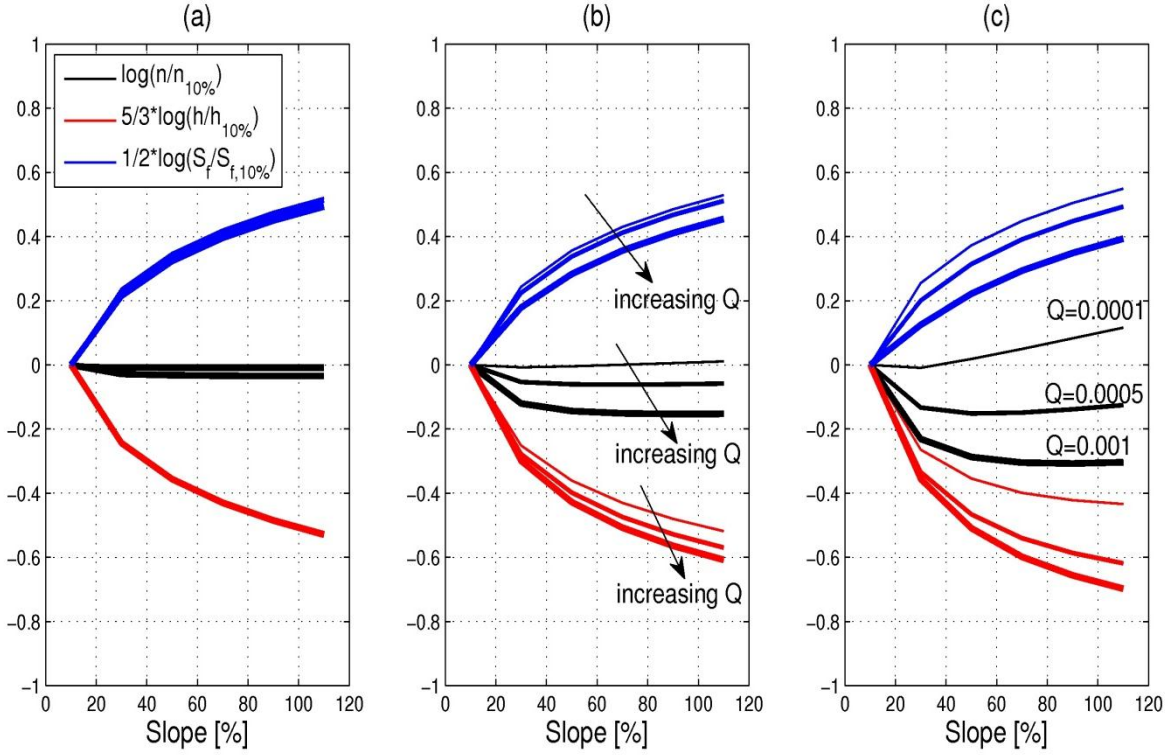 (a)
1
0.8
0.6
0.4
0.2
0
−0.2
−0.4
−0.6
−0.8
−1
log(n/n10%)
5/3*log(h/h10%)
1/2*log(Sf/Sf,10%)
0 20 40 60 80 100 120
Slope [%]
(b)
1
0.8
0.6
0.4
0.2
0
−0.2
−0.4
−0.6
−0.8
−1
increasing Q
increasing Q
increasing Q
0 20 40 60 80 100 120
Slope [%]
(c)
1
0.8
0.6
0.4
0.2
0
−0.2
−0.4
−0.6
−0.8
−1
Q=0.0001
Q=0.0005
Q=0.001
0 20 40 60 80 100 120
Slope [%]